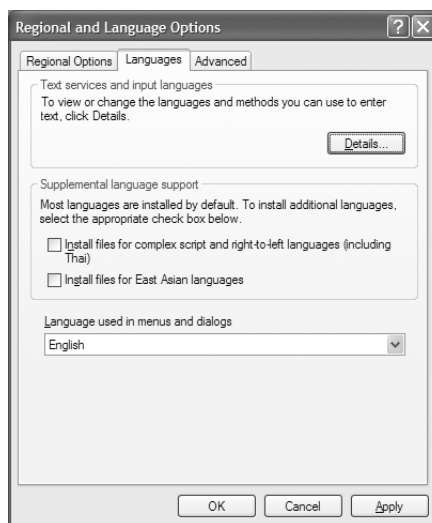 Regional and Language Options
Regional Options Languages Advanced
Text services and input languages
To view or change the languages and methods you can use to enter
text, click Details.
Details...
Supplemental language support
Most languages are installed by default. To install additional languages,
select the appropriate check box below.
Install files for complex script and right-to-left languages (including
Thai)
Install files for East Asian languages
Language used in menus and dialogs
English
OK Cancel Apply